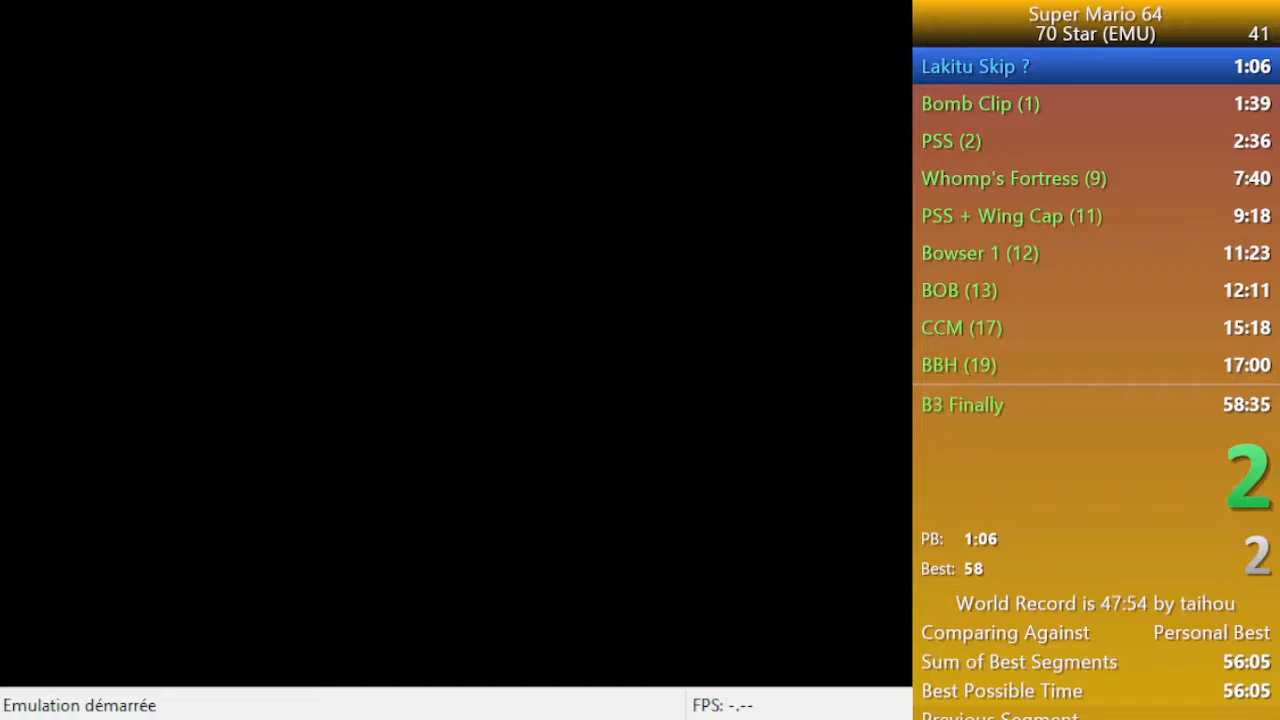 Super Mario 64
70 Star (EMU) 41
Lakitu Skip ? 1:06
Bomb Clip (1) 1:39
PSS (2) 2:36
Whomp's Fortress (9) 7:40
PSS + Wing Cap (11) 9:18
Bowser 1 (12) 11:23
BOB (13) 12:11
CCM (17) 15:18
BBH (19) 17:00
B3 Finally 58:35
2
PB: 1:06
2
Best: 58
World Record is 47:54 by taihou
Comparing Against Personal Best
Sum of Best Segments 56:05
Best Possible Time 56:05
Previous Segment
Emulation démarrée FPS: -.--